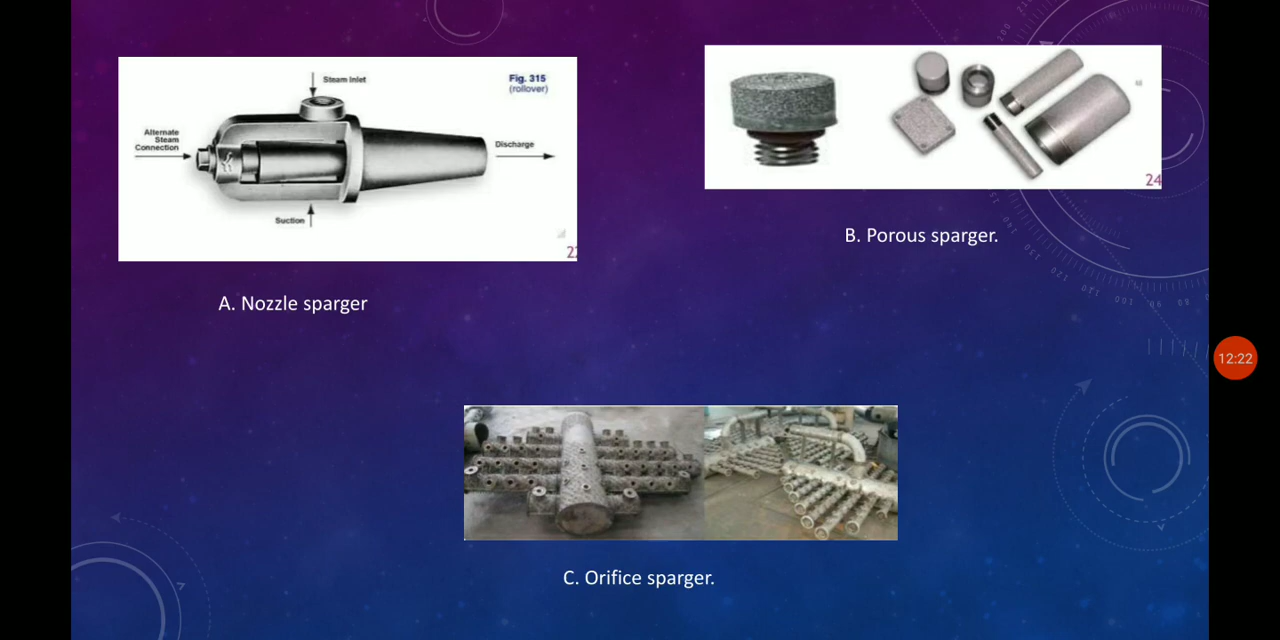 Steam Inlet
Fig. 315
(rollover)
Alternate
Steam
Connection
Discharge
Suction
24
B. Porous sparger.
A. Nozzle sparger
C. Orifice sparger.
12:22